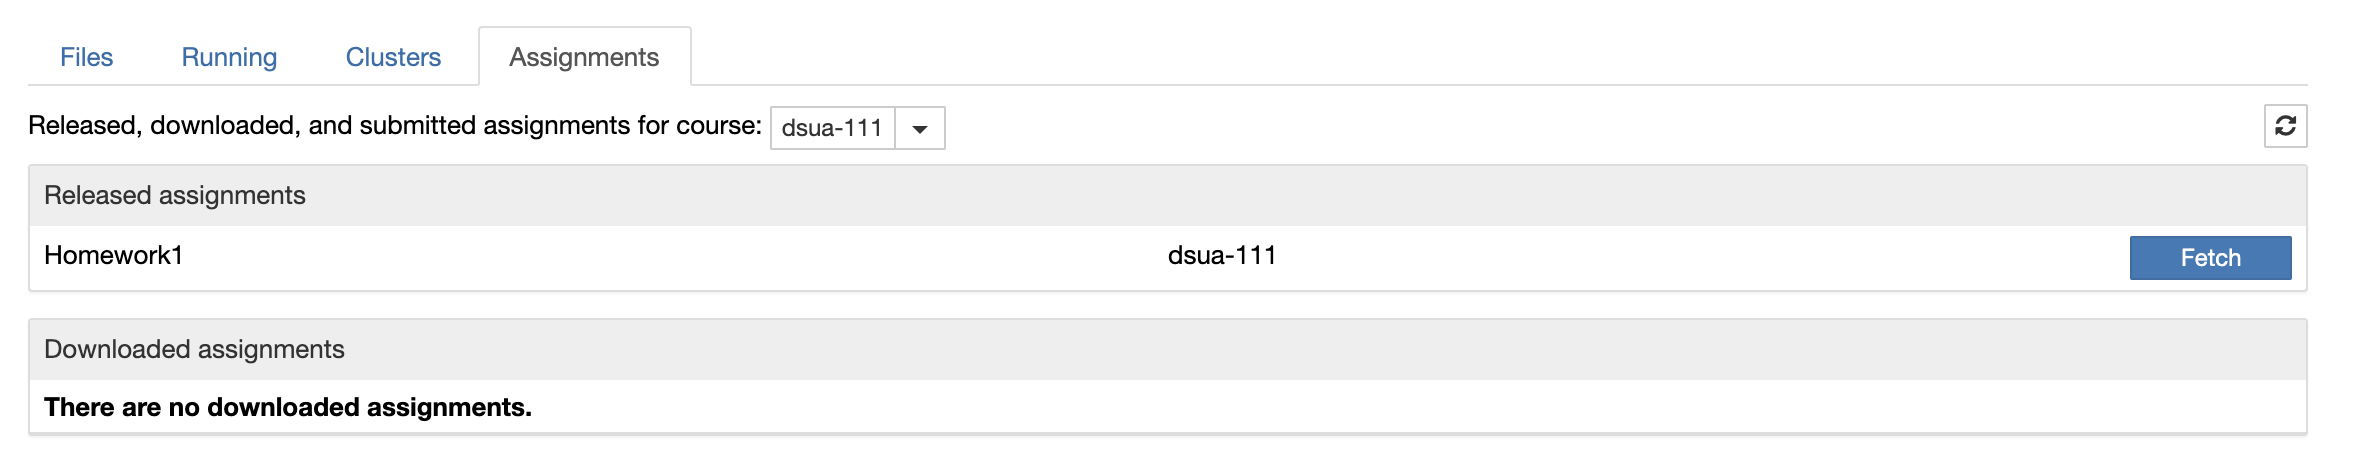 Files Running Clusters Assignments
Released, downloaded, and submitted assignments for course: dsua-111
Released assignments
Homework1 dsua-111 Fetch
Downloaded assignments
There are no downloaded assignments.